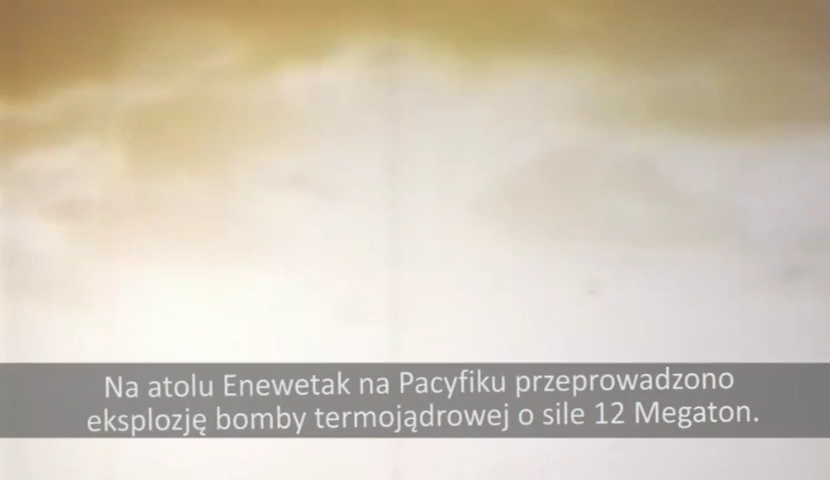 Na atolu Enewetak na Pacyfiku przeprowadzono
eksplozję bomby termojądrowej o sile 12 Megaton.